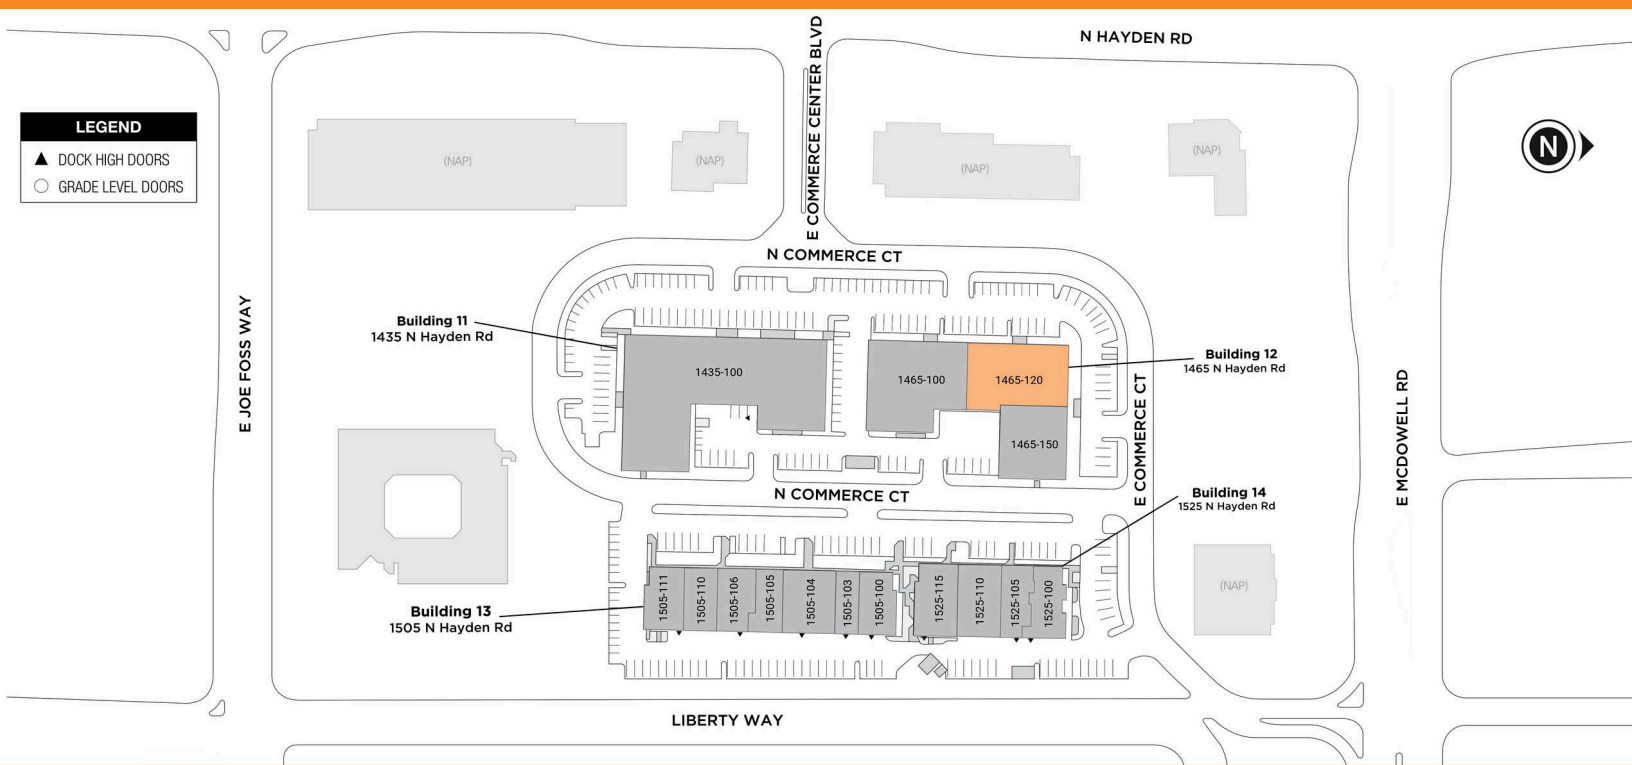 N HAYDEN RD
E COMMERCE CENTER BLVD
LEGEND
DOCK HIGH DOORS
GRADE LEVEL DOORS
(NAP)
(NAP)
(NAP)
(NAP)
N
N COMMERCE CT
E JOE FOSS WAY
Building 11
1435 N Hayden Rd
1435-100
1465-100
1465-120
1465-150
Building 12
1465 N Hayden Rd
E COMMERCE CT
E MCDOWELL RD
N COMMERCE CT
Building 14
1525 N Hayden Rd
Building 13
1505 N Hayden Rd
1505-111
1505-110
1505-106
1505-105
1505-104
1505-103
1505-100
1525-115
1525-110
1525-105
1525-100
(NAP)
LIBERTY WAY